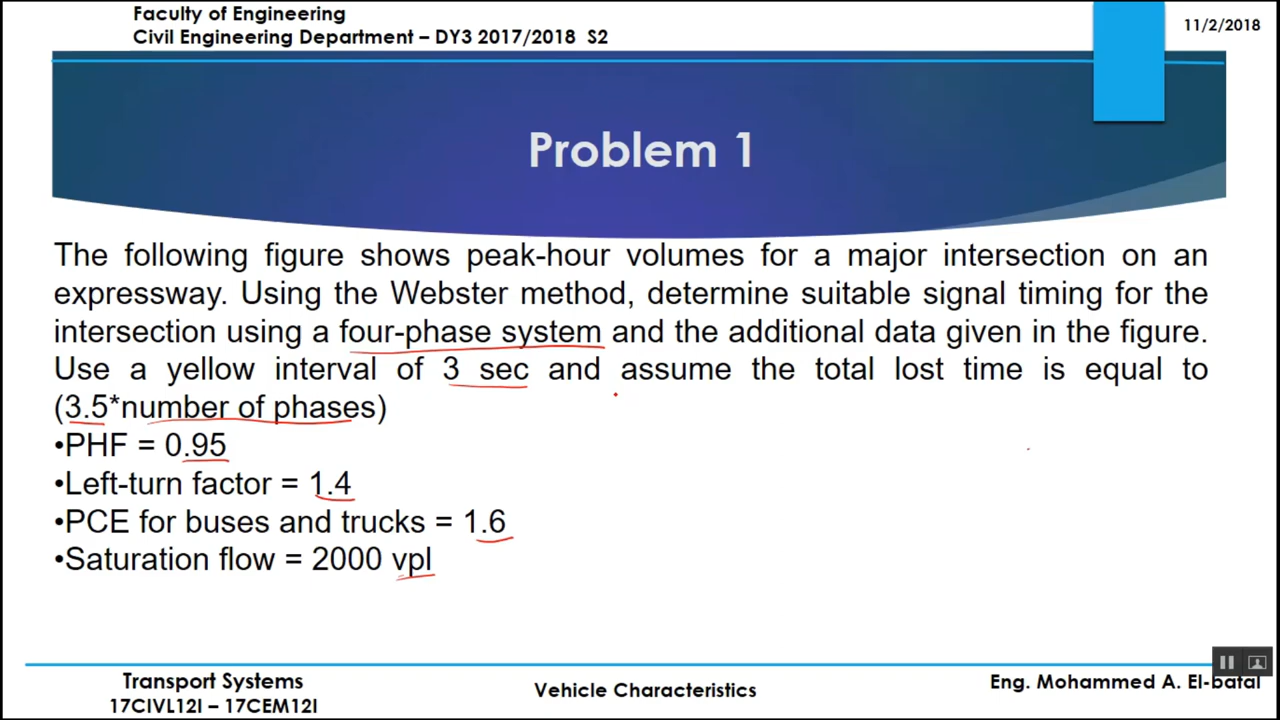 Faculty of Engineering
Civil Engineering Department – DY3 2017/2018 S2
11/2/2018
Problem 1
The following figure shows peak-hour volumes for a major intersection on an
expressway. Using the Webster method, determine suitable signal timing for the
intersection using a four-phase system and the additional data given in the figure.
Use a yellow interval of 3 sec and assume the total lost time is equal to
(3.5*number of phases)
•PHF = 0.95
•Left-turn factor = 1.4
•PCE for buses and trucks = 1.6
•Saturation flow = 2000 vpl
Transport Systems
17CIVL12I – 17CEM12I
Vehicle Characteristics
Eng. Mohammed A. El-batal